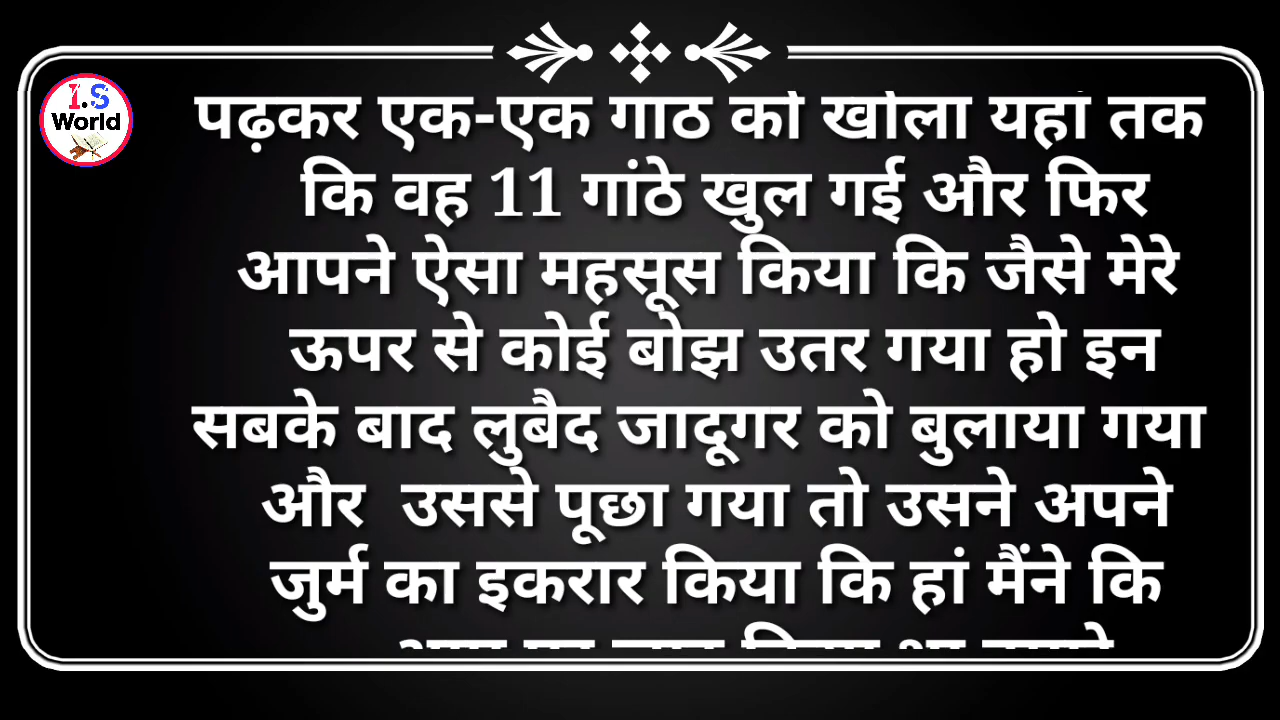 I.S
World
पढ़कर एक-एक गाठ को खोला यहां तक
कि वह 11 गांठे खुल गई और फिर
आपने ऐसा महसूस किया कि जैसे मेरे
ऊपर से कोई बोझ उतर गया हो इन
सबके बाद लुबैद जादूगर को बुलाया गया
और  उससे पूछा गया तो उसने अपने
जुर्म का इकरार किया कि हां मैंने कि